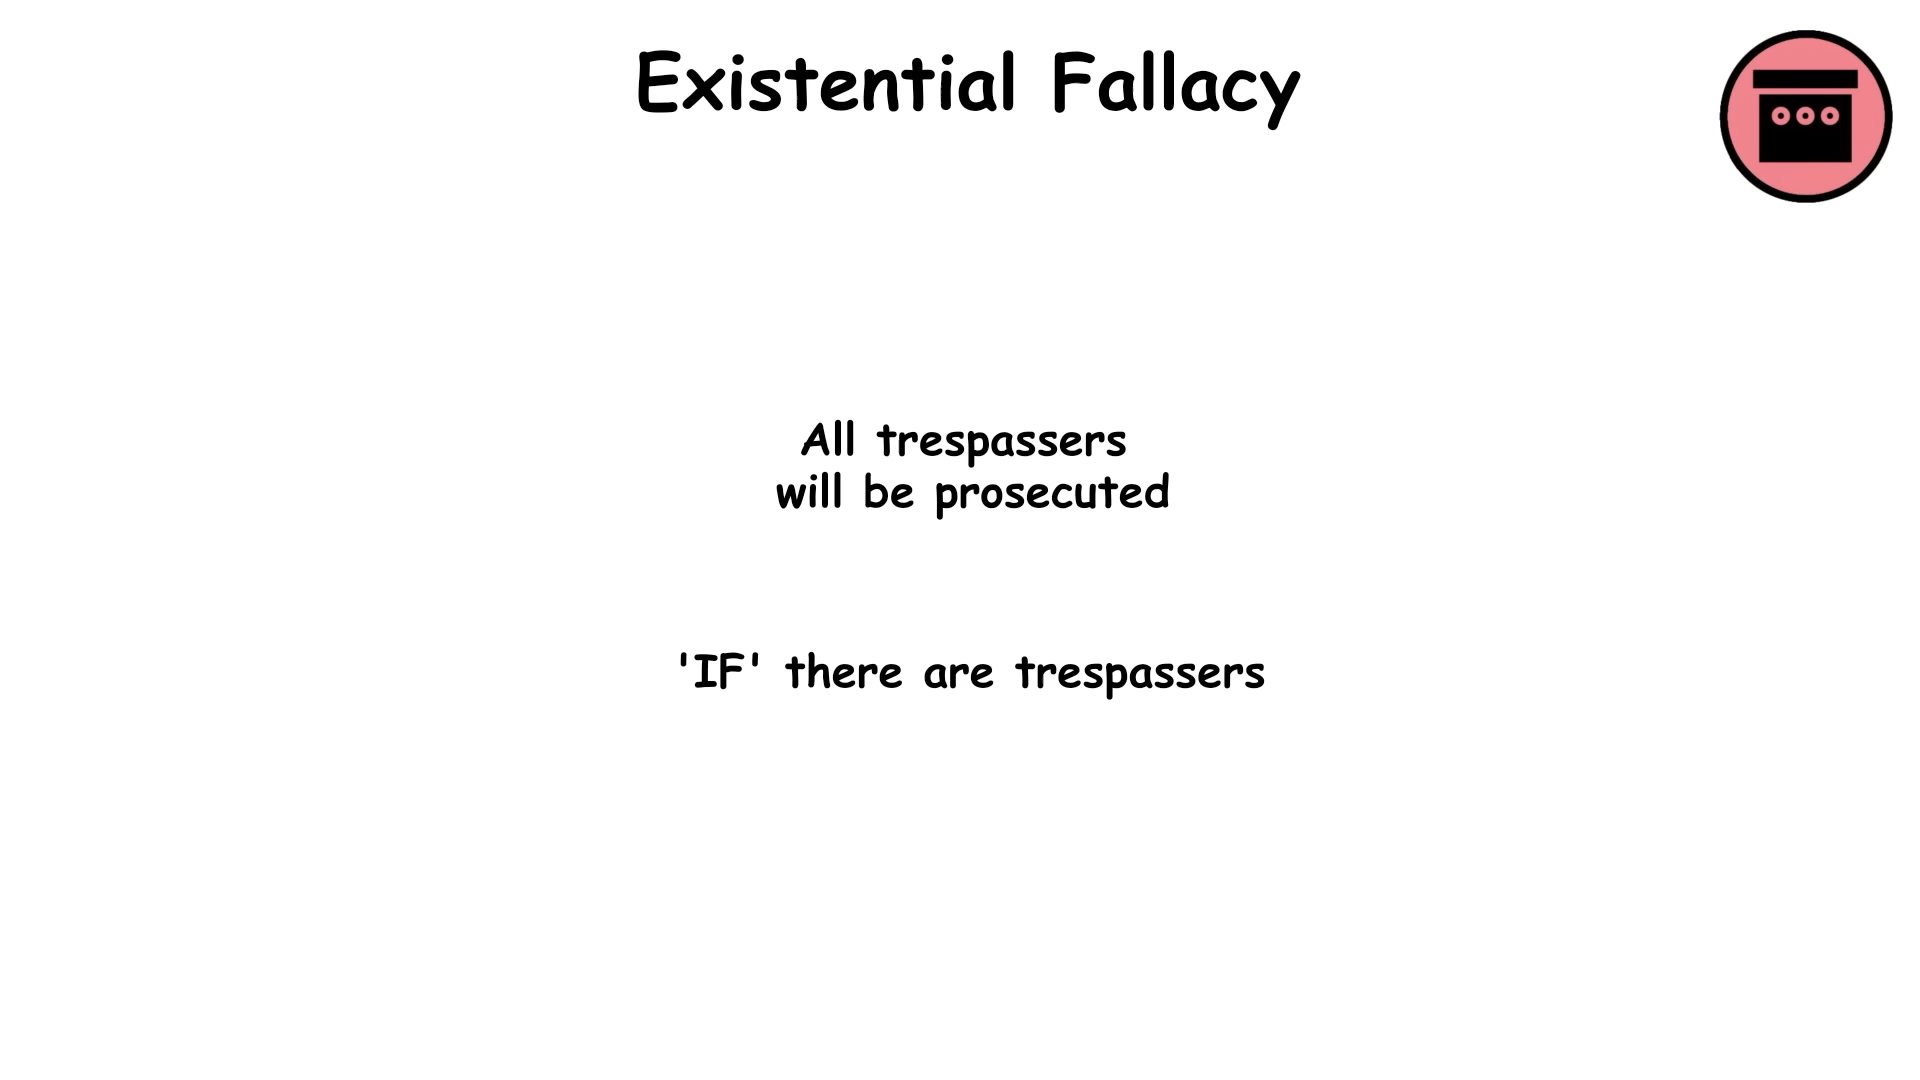 Existential Fallacy
All trespassers
will be prosecuted
'IF' there are trespassers